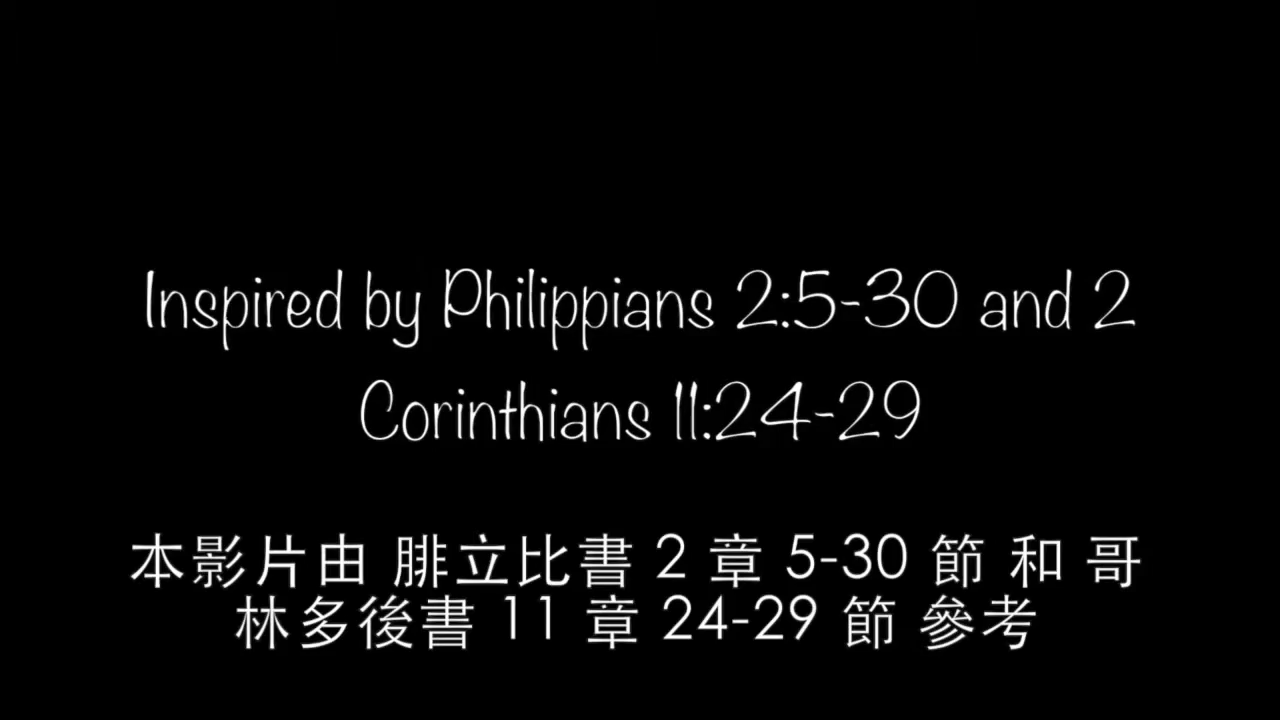 Inspired by Philippians 2:5-30 and 2
Corinthians 11:24-29
本影片由 腓立比書 2 章 5-30 節 和 哥
林多後書 11 章 24-29 節 參考